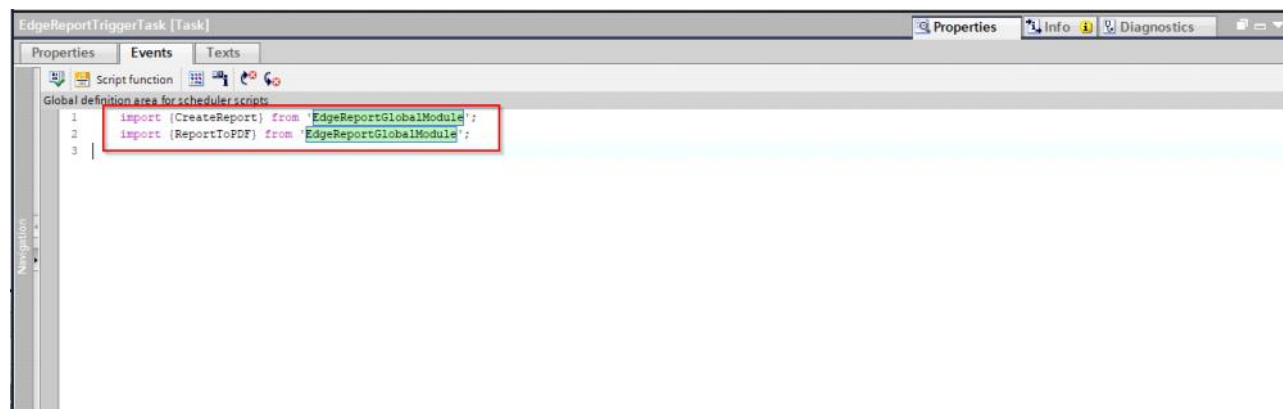 EdgeReportTriggerTask [Task]
Properties
Info
Diagnostics
Properties
Events
Texts
Script function
Global definition area for scheduler scripts
1 import {CreateReport} from 'EdgeReportGlobalModule';
2 import {ReportToPDF} from 'EdgeReportGlobalModule';
3
Navigation